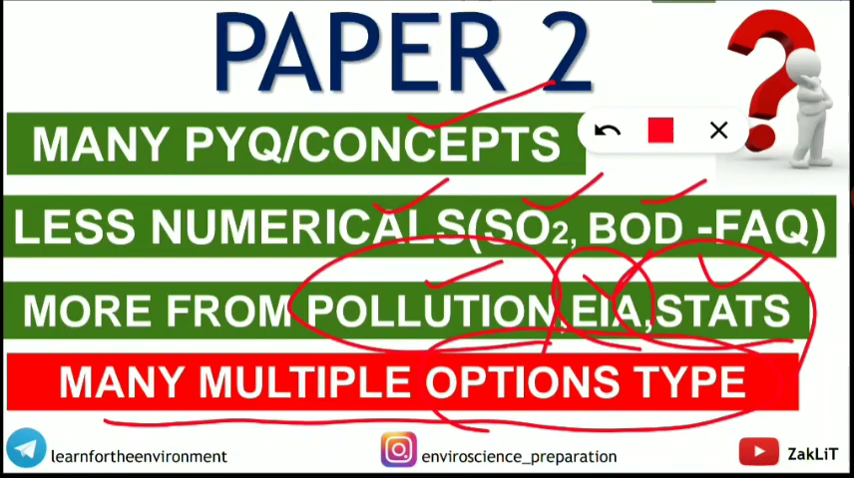 PAPER 2
MANY PYQ/CONCEPTS
LESS NUMERICALS(SO₂, BOD -FAQ)
MORE FROM POLLUTION,EIA,STATS
MANY MULTIPLE OPTIONS TYPE
learnfortheenvironment
enviroscience_preparation
ZakLiT